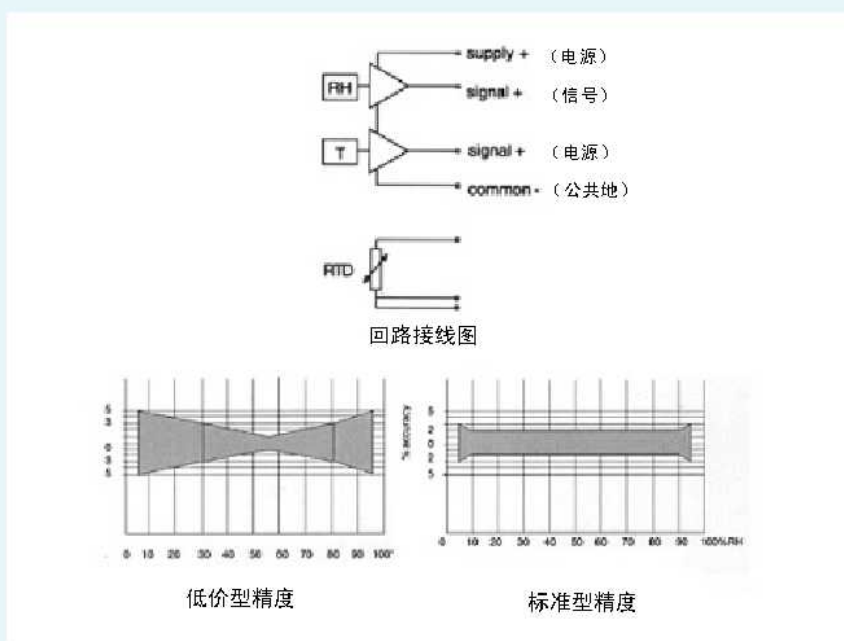 supply + （电源）
RH
signal + （信号）
T
signal + （电源）
common - （公共地）
RTD
回路接线图
5
3
0
3
5
0 10 20 30 40 50 60 70 80 90 100°
低价型精度
% accuracy
5
2
0
2
5
0 10 20 30 40 50 60 70 80 90 100%RH
标准型精度